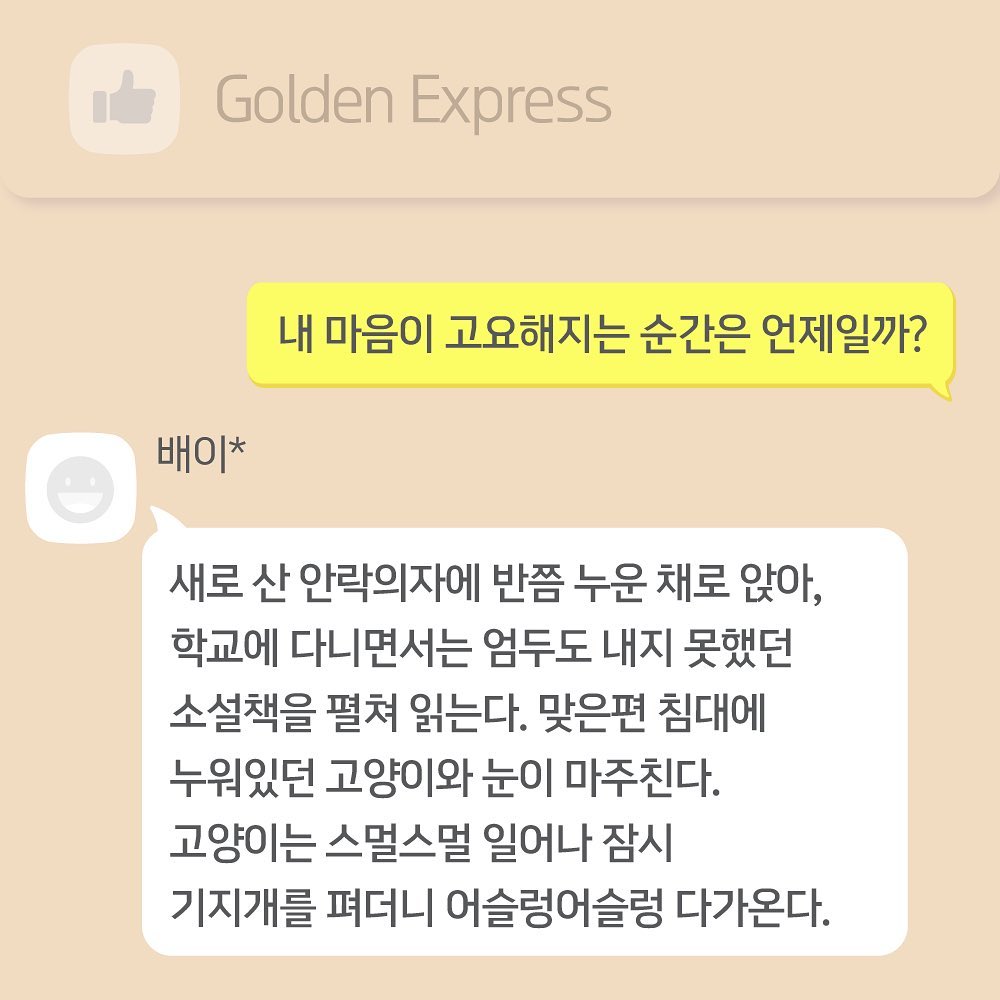 Golden Express
내 마음이 고요해지는 순간은 언제일까?
배이*
새로 산 안락의자에 반쯤 누운 채로 앉아,
학교에 다니면서는 엄두도 내지 못했던
소설책을 펼쳐 읽는다. 맞은편 침대에
누워있던 고양이와 눈이 마주친다.
고양이는 스멀스멀 일어나 잠시
기지개를 펴더니 어슬렁어슬렁 다가온다.